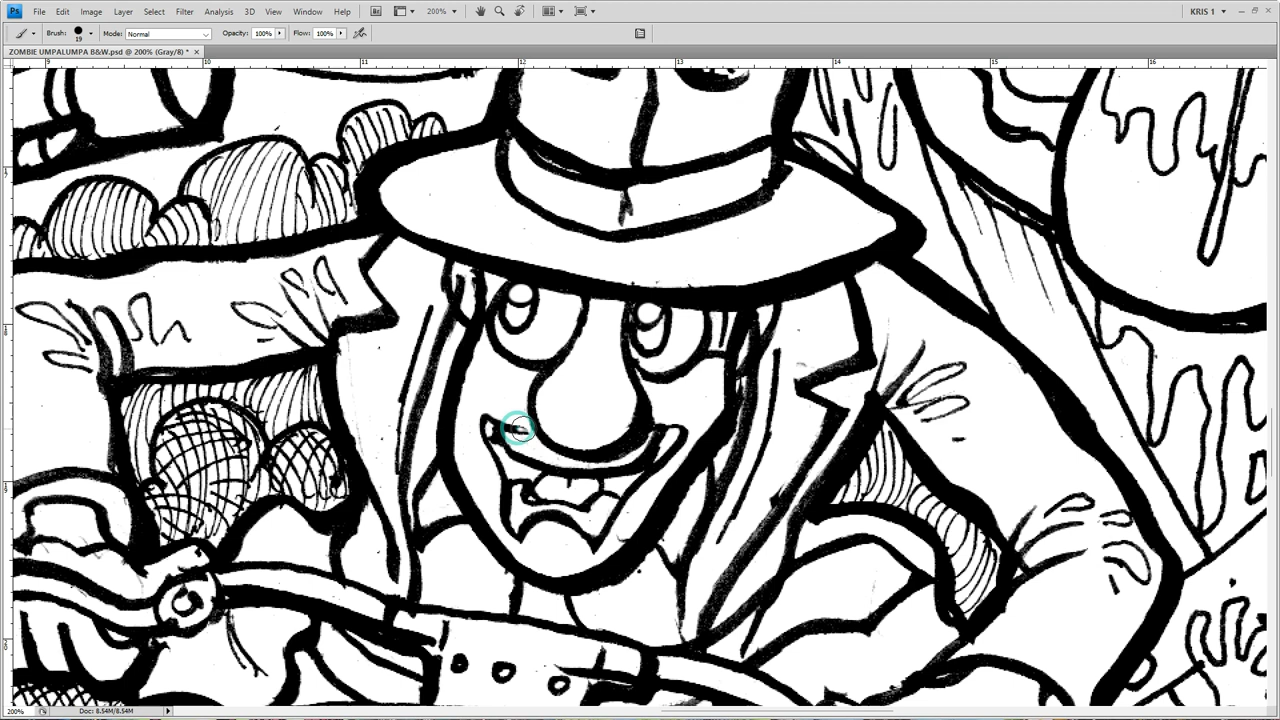 Ps File Edit Image Layer Select Filter Analysis 3D View Window Help Br 200% KRIS 1
Brush: 19 Mode: Normal Opacity: 100% Flow: 100%
ZOMBIE UMPALUMPA B&W.psd @ 200% (Gray/8) *
9 10 11 12 13 14 15 16
200% Doc: 8.54M/8.54M